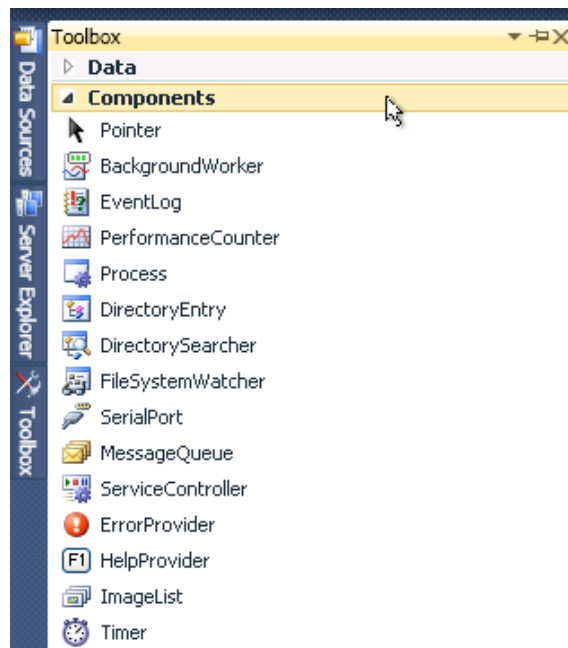 Toolbox
Data
Components
Pointer
BackgroundWorker
EventLog
PerformanceCounter
Process
DirectoryEntry
DirectorySearcher
FileSystemWatcher
SerialPort
MessageQueue
ServiceController
ErrorProvider
F1 HelpProvider
ImageList
Timer
Data Sources
Server Explorer
Toolbox